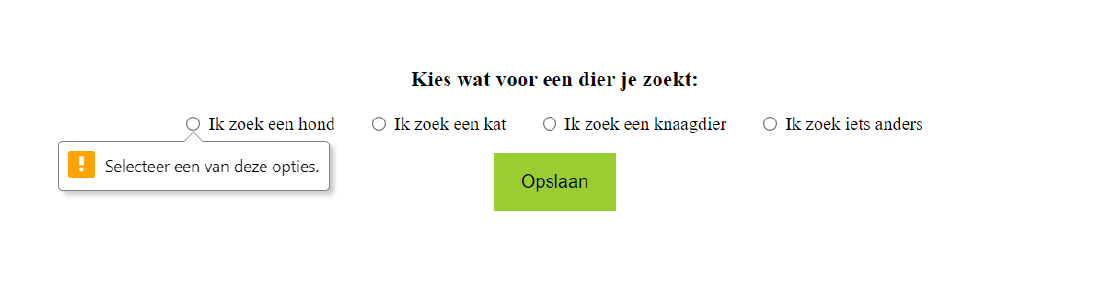 Kies wat voor een dier je zoekt:
Ik zoek een hond Ik zoek een kat Ik zoek een knaagdier Ik zoek iets anders
! Selecteer een van deze opties.
Opslaan